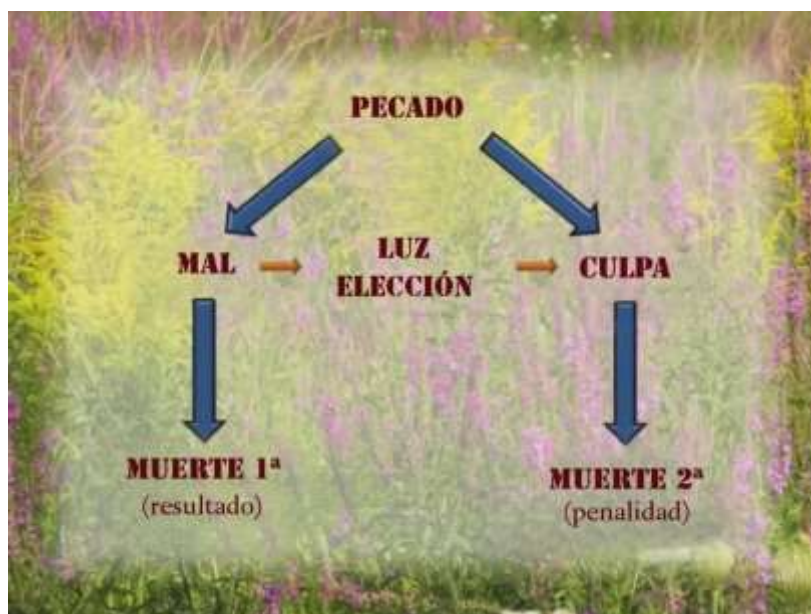 PECADO
MAL
LUZ
ELECCIÓN
CULPA
MUERTE 1ª
(resultado)
MUERTE 2ª
(penalidad)